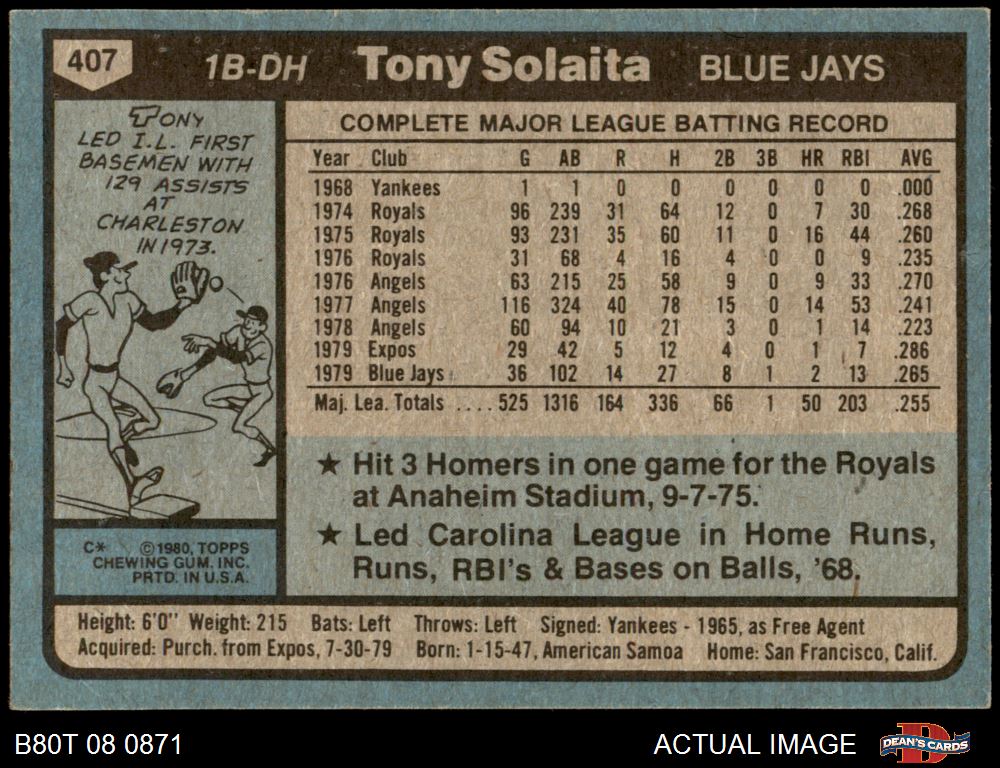 407 1B-DH Tony Solaita BLUE JAYS
TONY
LED I.L. FIRST
BASEMEN WITH
129 ASSISTS
AT
CHARLESTON
IN 1973.
C* ©1980, TOPPS
CHEWING GUM, INC.
PRTD. IN U.S.A.
COMPLETE MAJOR LEAGUE BATTING RECORD
Year Club G AB R H 2B 3B HR RBI AVG
1968 Yankees 1 1 0 0 0 0 0 0 .000
1974 Royals 96 239 31 64 12 0 7 30 .268
1975 Royals 93 231 35 60 11 0 16 44 .260
1976 Royals 31 68 4 16 4 0 0 9 .235
1976 Angels 63 215 25 58 9 0 9 33 .270
1977 Angels 116 324 40 78 15 0 14 53 .241
1978 Angels 60 94 10 21 3 0 1 14 .223
1979 Expos 29 42 5 12 4 0 1 7 .286
1979 Blue Jays 36 102 14 27 8 1 2 13 .265
Maj. Lea. Totals ....525 1316 164 336 66 1 50 203 .255
★ Hit 3 Homers in one game for the Royals
at Anaheim Stadium, 9-7-75.
★ Led Carolina League in Home Runs,
Runs, RBI's & Bases on Balls, '68.
Height: 6'0" Weight: 215 Bats: Left Throws: Left Signed: Yankees - 1965, as Free Agent
Acquired: Purch. from Expos, 7-30-79 Born: 1-15-47, American Samoa Home: San Francisco, Calif.
B80T 08 0871 ACTUAL IMAGE DEAN'S CARDS